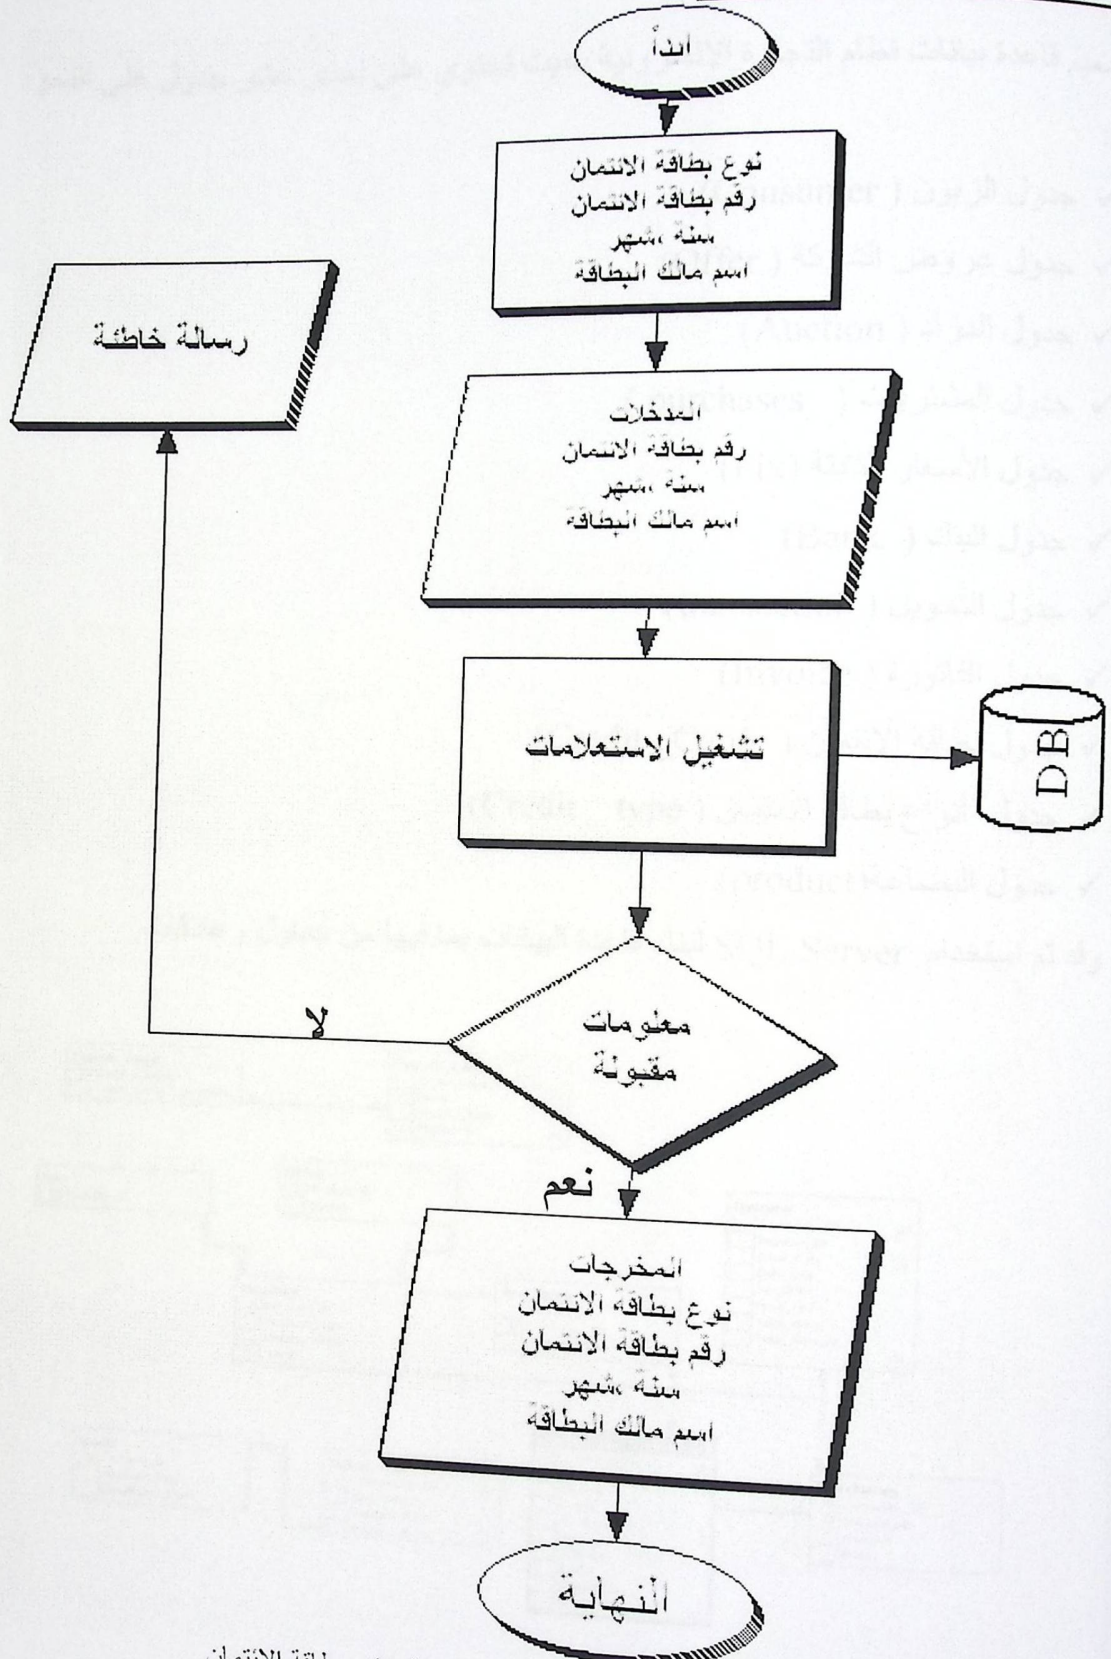 ابدأ
نوع بطاقة الائتمان
رقم بطاقة الائتمان
سنة ،شهر
اسم مالك البطاقة
رسالة خاطئة
المدخلات
رقم بطاقة الائتمان
سنة ،شهر
اسم مالك البطاقة
تشغيل الاستعلامات
DB
معلومات
مقبولة
لا
نعم
المخرجات
نوع بطاقة الائتمان
رقم بطاقة الائتمان
سنة ،شهر
اسم مالك البطاقة
النهاية
بطاقة الائتمان